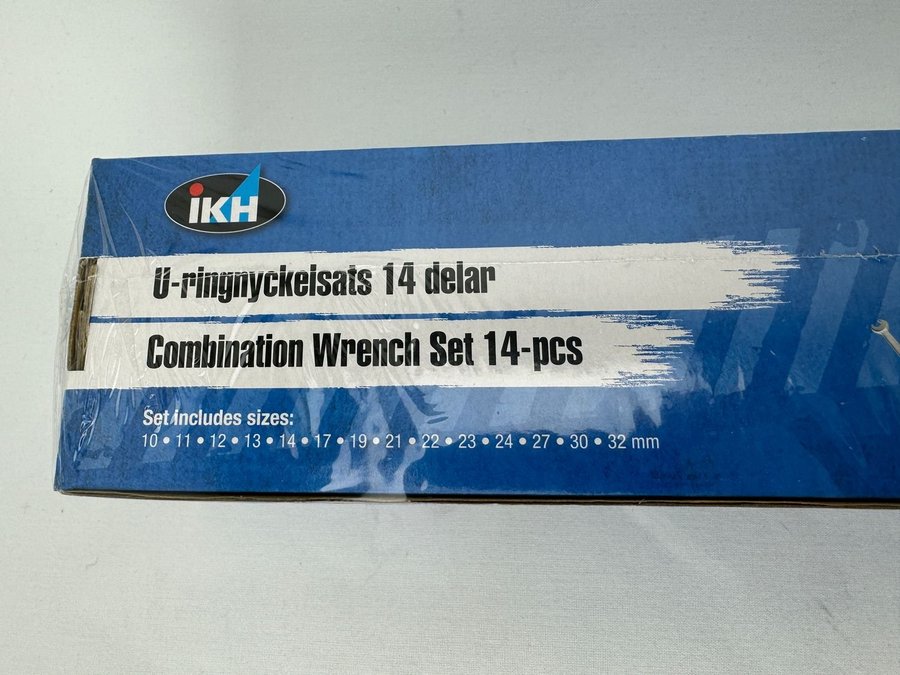 iKH
U-ringnyckelsats 14 delar
Combination Wrench Set 14-pcs
Set includes sizes:
10 • 11 • 12 • 13 • 14 • 17 • 19 • 21 • 22 • 23 • 24 • 27 • 30 • 32 mm